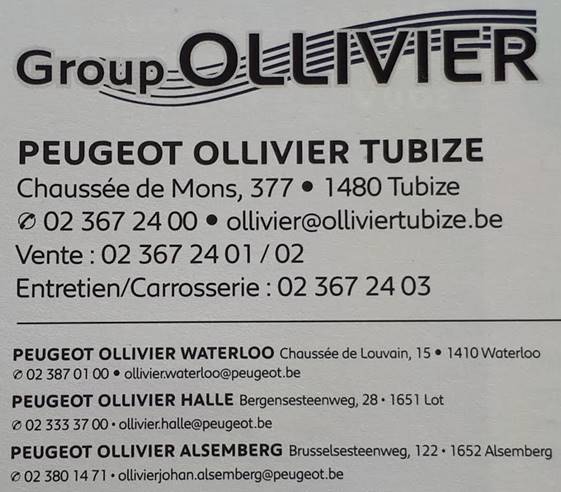 Group OLLIVIER
PEUGEOT OLLIVIER TUBIZE
Chaussée de Mons, 377 • 1480 Tubize
✆ 02 367 24 00 • ollivier@olliviertubize.be
Vente : 02 367 24 01 / 02
Entretien/Carrosserie : 02 367 24 03
PEUGEOT OLLIVIER WATERLOO Chaussée de Louvain, 15 • 1410 Waterloo
✆ 02 387 01 00 • ollivier.waterloo@peugeot.be
PEUGEOT OLLIVIER HALLE Bergensesteenweg, 28 • 1651 Lot
✆ 02 333 37 00 • ollivier.halle@peugeot.be
PEUGEOT OLLIVIER ALSEMBERG Brusselsesteenweg, 122 • 1652 Alsemberg
✆ 02 380 14 71 • ollivierjohan.alsemberg@peugeot.be